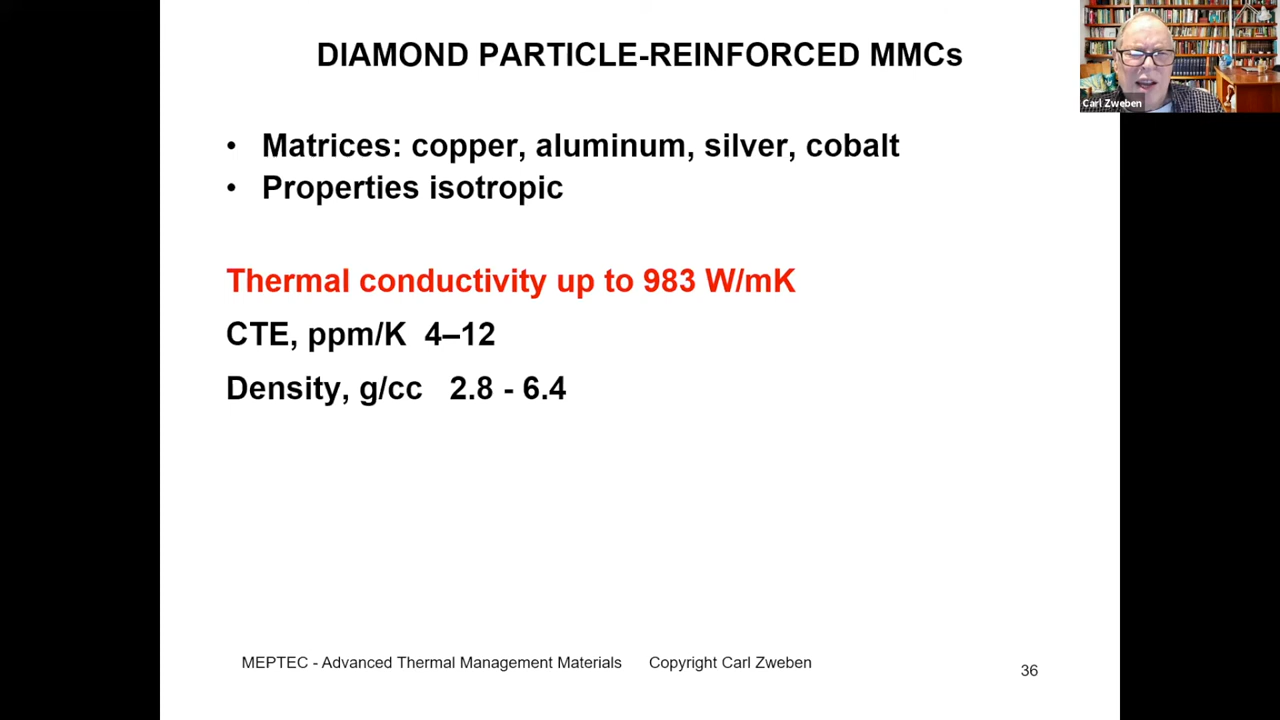 DIAMOND PARTICLE-REINFORCED MMCs
Carl Zweben
• Matrices: copper, aluminum, silver, cobalt
• Properties isotropic
Thermal conductivity up to 983 W/mK
CTE, ppm/K 4–12
Density, g/cc 2.8 - 6.4
MEPTEC - Advanced Thermal Management Materials Copyright Carl Zweben
36